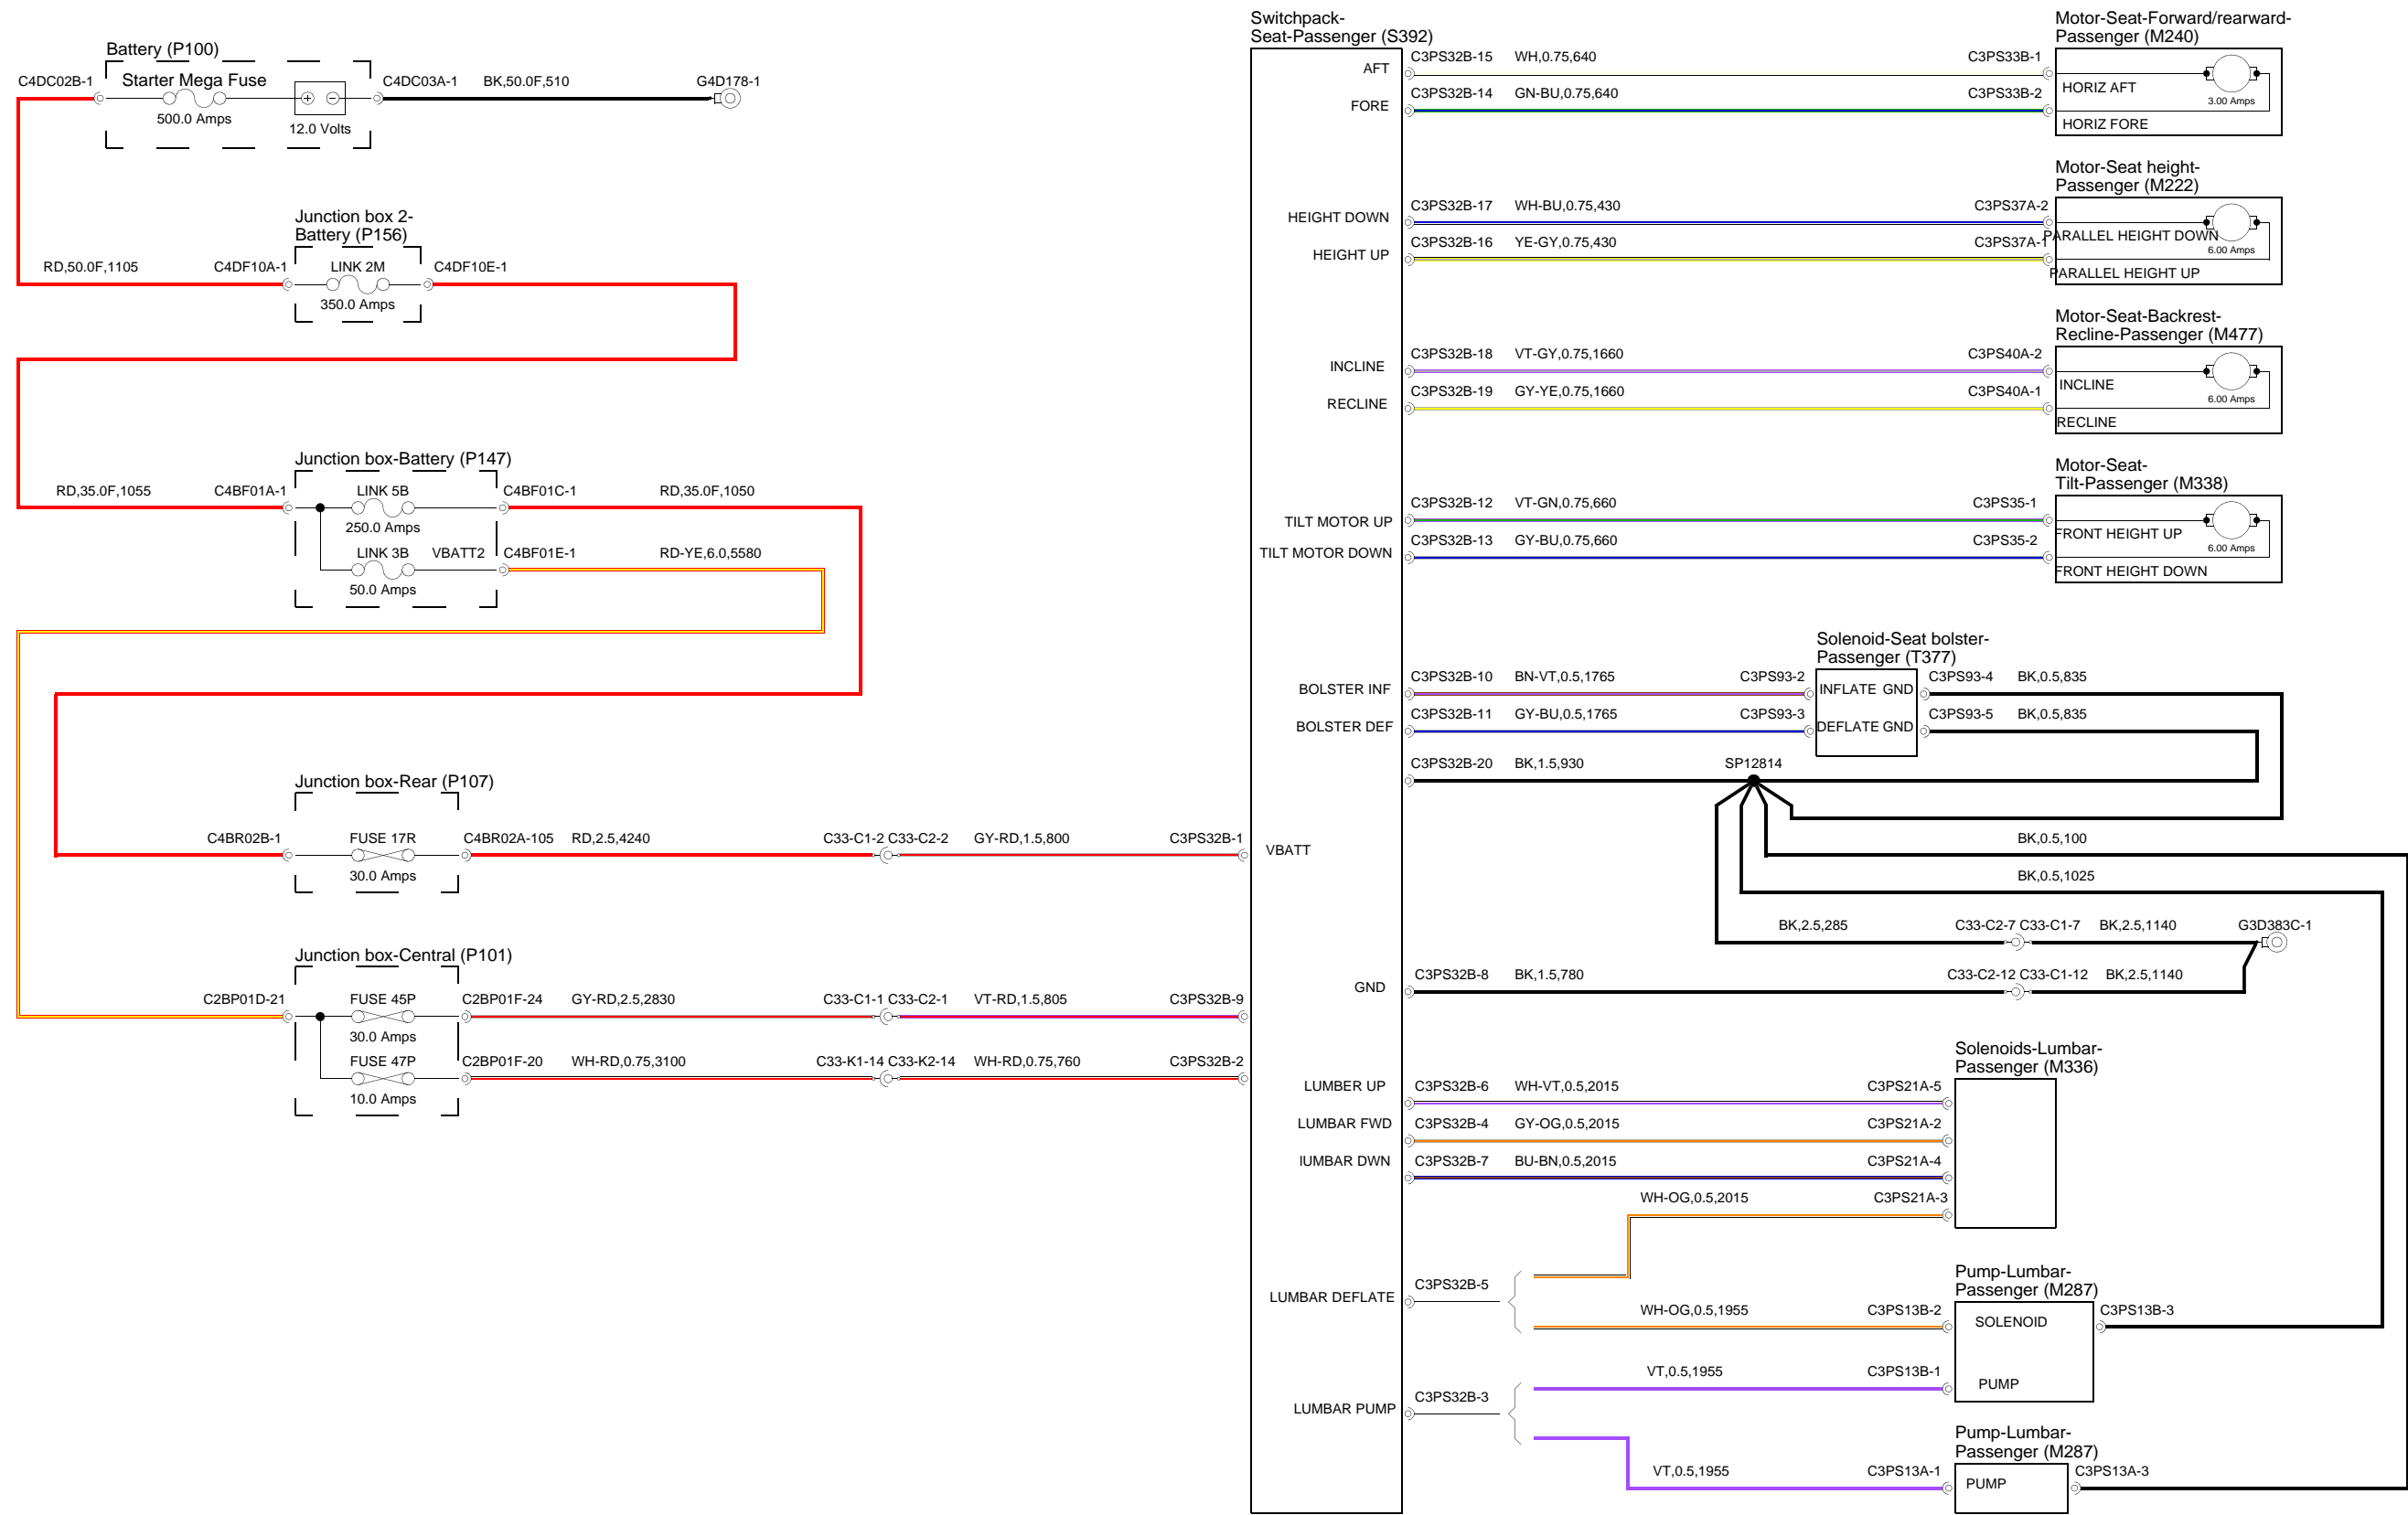 Battery (P100)
C4DC02B-1
Starter Mega Fuse
500.0 Amps
12.0 Volts
C4DC03A-1
BK,50.0F,510
G4D178-1
Junction box 2-
Battery (P156)
RD,50.0F,1105
C4DF10A-1
LINK 2M
350.0 Amps
C4DF10E-1
Junction box-Battery (P147)
RD,35.0F,1055
C4BF01A-1
LINK 5B
250.0 Amps
C4BF01C-1
RD,35.0F,1050
LINK 3B
VBATT2
50.0 Amps
C4BF01E-1
RD-YE,6.0,5580
Junction box-Rear (P107)
C4BR02B-1
FUSE 17R
30.0 Amps
C4BR02A-105
RD,2.5,4240
C33-C1-2 C33-C2-2
GY-RD,1.5,800
C3PS32B-1
Junction box-Central (P101)
C2BP01D-21
FUSE 45P
30.0 Amps
C2BP01F-24
GY-RD,2.5,2830
C33-C1-1 C33-C2-1
VT-RD,1.5,805
C3PS32B-9
FUSE 47P
10.0 Amps
C2BP01F-20
WH-RD,0.75,3100
C33-K1-14 C33-K2-14
WH-RD,0.75,760
C3PS32B-2
Switchpack-
Seat-Passenger (S392)
AFT
FORE
HEIGHT DOWN
HEIGHT UP
INCLINE
RECLINE
TILT MOTOR UP
TILT MOTOR DOWN
BOLSTER INF
BOLSTER DEF
VBATT
GND
LUMBER UP
LUMBAR FWD
lUMBAR DWN
LUMBAR DEFLATE
LUMBAR PUMP
C3PS32B-15
WH,0.75,640
C3PS33B-1
C3PS32B-14
GN-BU,0.75,640
C3PS33B-2
Motor-Seat-Forward/rearward-
Passenger (M240)
HORIZ AFT
3.00 Amps
HORIZ FORE
C3PS32B-17
WH-BU,0.75,430
C3PS37A-2
C3PS32B-16
YE-GY,0.75,430
C3PS37A-1
Motor-Seat height-
Passenger (M222)
PARALLEL HEIGHT DOWN
6.00 Amps
PARALLEL HEIGHT UP
C3PS32B-18
VT-GY,0.75,1660
C3PS40A-2
C3PS32B-19
GY-YE,0.75,1660
C3PS40A-1
Motor-Seat-Backrest-
Recline-Passenger (M477)
INCLINE
6.00 Amps
RECLINE
C3PS32B-12
VT-GN,0.75,660
C3PS35-1
C3PS32B-13
GY-BU,0.75,660
C3PS35-2
Motor-Seat-
Tilt-Passenger (M338)
FRONT HEIGHT UP
6.00 Amps
FRONT HEIGHT DOWN
C3PS32B-10
BN-VT,0.5,1765
C3PS93-2
C3PS32B-11
GY-BU,0.5,1765
C3PS93-3
Solenoid-Seat bolster-
Passenger (T377)
INFLATE GND
DEFLATE GND
C3PS93-4
BK,0.5,835
C3PS93-5
BK,0.5,835
C3PS32B-20
BK,1.5,930
SP12814
BK,0.5,100
BK,0.5,1025
BK,2.5,285
C33-C2-7 C33-C1-7
BK,2.5,1140
G3D383C-1
C3PS32B-8
BK,1.5,780
C33-C2-12 C33-C1-12
BK,2.5,1140
C3PS32B-6
WH-VT,0.5,2015
C3PS21A-5
C3PS32B-4
GY-OG,0.5,2015
C3PS21A-2
C3PS32B-7
BU-BN,0.5,2015
C3PS21A-4
WH-OG,0.5,2015
C3PS21A-3
Solenoids-Lumbar-
Passenger (M336)
C3PS32B-5
WH-OG,0.5,1955
C3PS13B-2
Pump-Lumbar-
Passenger (M287)
SOLENOID
PUMP
C3PS13B-3
C3PS32B-3
VT,0.5,1955
C3PS13B-1
VT,0.5,1955
C3PS13A-1
Pump-Lumbar-
Passenger (M287)
PUMP
C3PS13A-3